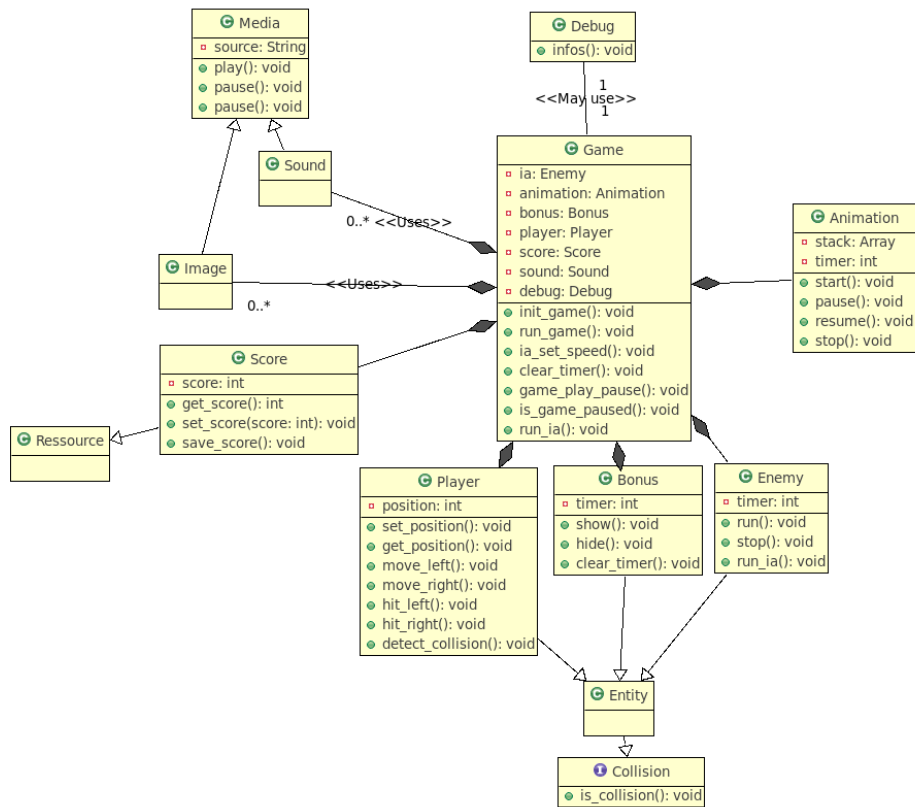 Media
source: String
play(): void
pause(): void
pause(): void
Debug
infos(): void
1
<<May use>>
1
Sound
0..* <<Uses>>
Image
<<Uses>>
0..*
Game
ia: Enemy
animation: Animation
bonus: Bonus
player: Player
score: Score
sound: Sound
debug: Debug
init_game(): void
run_game(): void
ia_set_speed(): void
clear_timer(): void
game_play_pause(): void
is_game_paused(): void
run_ia(): void
Animation
stack: Array
timer: int
start(): void
pause(): void
resume(): void
stop(): void
Score
score: int
get_score(): int
set_score(score: int): void
save_score(): void
Ressource
Player
position: int
set_position(): void
get_position(): void
move_left(): void
move_right(): void
hit_left(): void
hit_right(): void
detect_collision(): void
Bonus
timer: int
show(): void
hide(): void
clear_timer(): void
Enemy
timer: int
run(): void
stop(): void
run_ia(): void
Entity
Collision
is_collision(): void